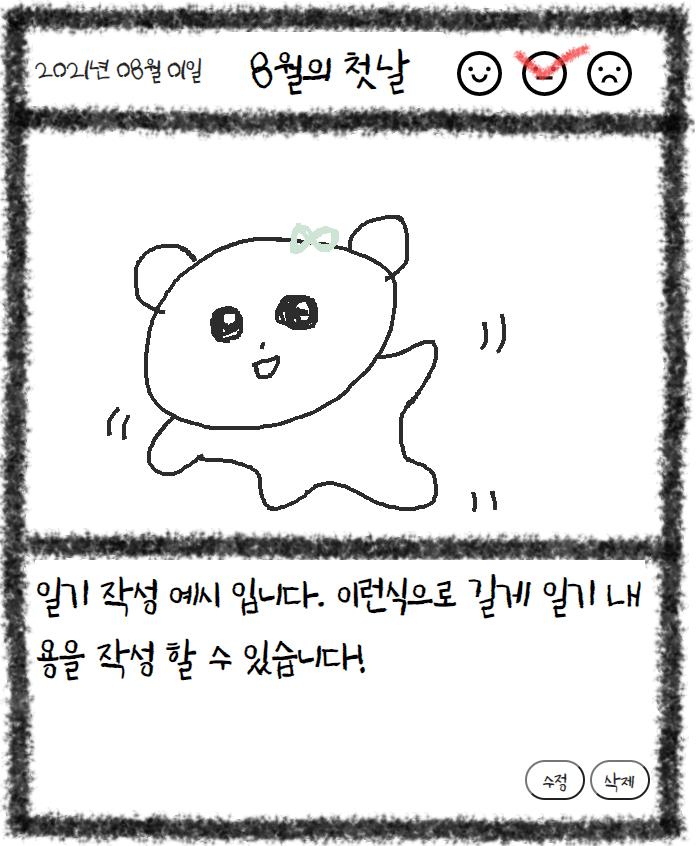 2021년 08월 01일 8월의 첫날
일기 작성 예시 입니다. 이런식으로 길게 일기 내
용을 작성 할 수 있습니다!
수정 삭제